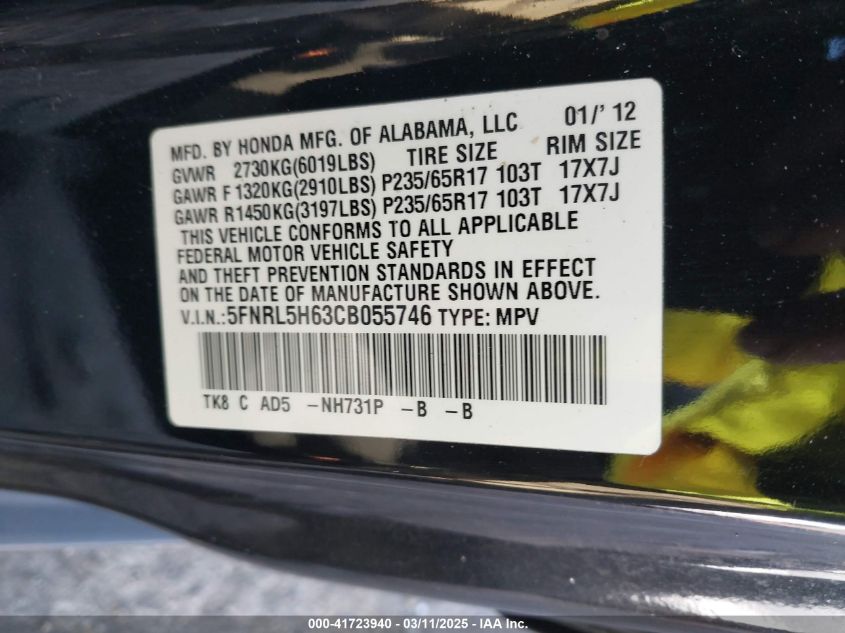 MFD. BY HONDA MFG. OF ALABAMA, LLC 01/' 12
GVWR 2730KG(6019LBS) TIRE SIZE RIM SIZE
GAWR F 1320KG(2910LBS) P235/65R17 103T 17X7J
GAWR R1450KG(3197LBS) P235/65R17 103T 17X7J
THIS VEHICLE CONFORMS TO ALL APPLICABLE
FEDERAL MOTOR VEHICLE SAFETY
AND THEFT PREVENTION STANDARDS IN EFFECT
ON THE DATE OF MANUFACTURE SHOWN ABOVE.
V.I.N.:5FNRL5H63CB055746 TYPE: MPV
TK8 C AD5 -NH731P -B -B
000-41723940 - 03/11/2025 - IAA Inc.